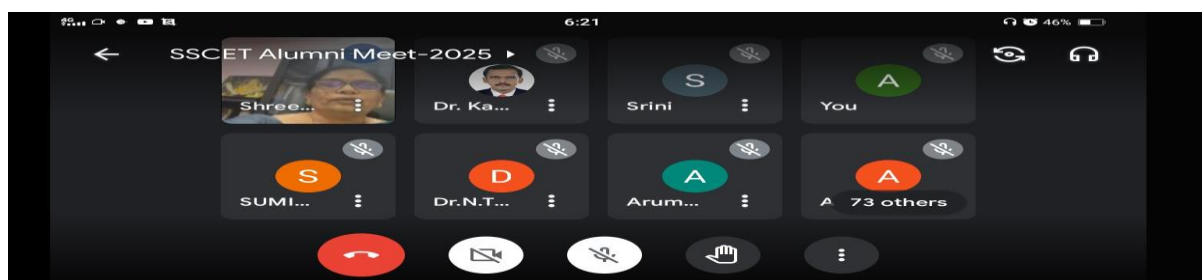 6:21
46%
SSCET Alumni Meet-2025
Shree... Dr. Ka... S Srini A You
S SUMI... D Dr.N.T... A Arum... A A 73 others